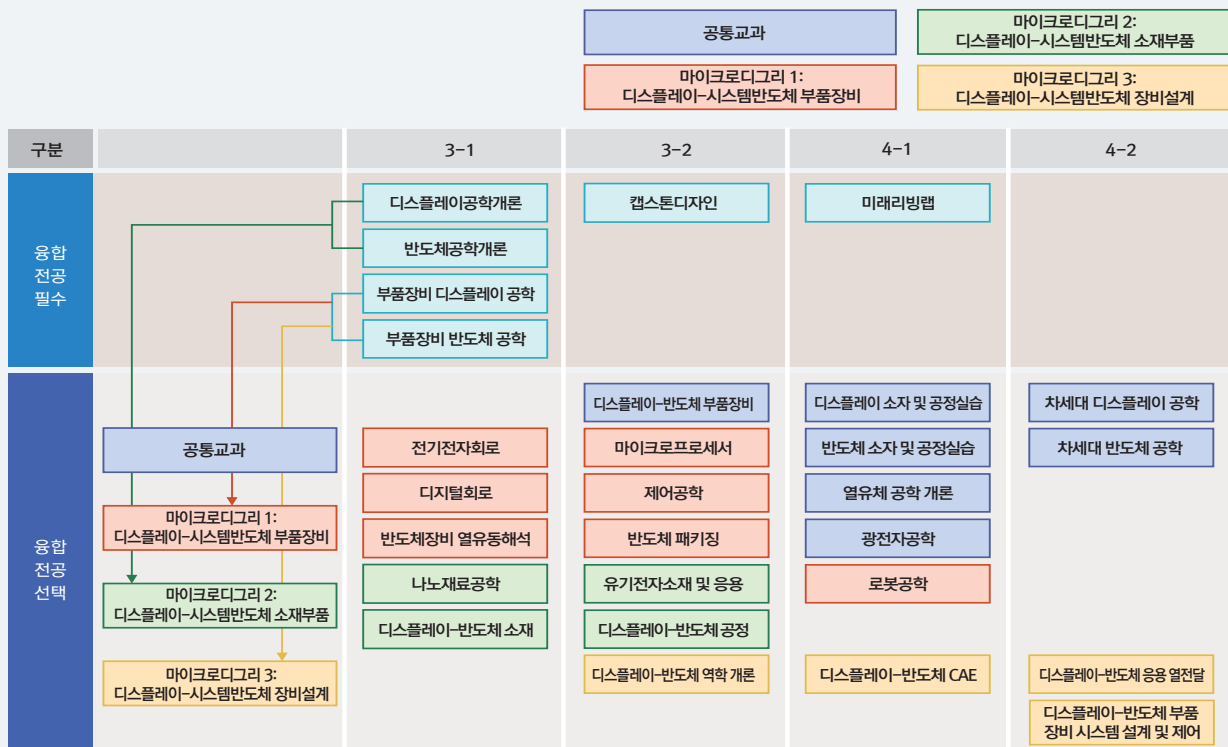 공통교과
마이크로디그리 2:
디스플레이-시스템반도체 소재부품
마이크로디그리 1:
디스플레이-시스템반도체 부품장비
마이크로디그리 3:
디스플레이-시스템반도체 장비설계
구분
3-1
3-2
4-1
4-2
융합
전공
필수
디스플레이공학개론
캡스톤디자인
미래리빙랩
반도체공학개론
부품장비 디스플레이 공학
부품장비 반도체 공학
융합
전공
선택
디스플레이-반도체 부품장비
디스플레이 소자 및 공정실습
차세대 디스플레이 공학
공통교과
전기전자회로
마이크로프로세서
반도체 소자 및 공정실습
차세대 반도체 공학
디지털회로
제어공학
열유체 공학 개론
마이크로디그리 1:
디스플레이-시스템반도체 부품장비
반도체장비 열유동해석
반도체 패키징
광전자공학
마이크로디그리 2:
디스플레이-시스템반도체 소재부품
나노재료공학
유기전자소재 및 응용
로봇공학
디스플레이-반도체 소재
디스플레이-반도체 공정
마이크로디그리 3:
디스플레이-시스템반도체 장비설계
디스플레이-반도체 역학 개론
디스플레이-반도체 CAE
디스플레이-반도체 응용 열전달
디스플레이-반도체 부품
장비 시스템 설계 및 제어